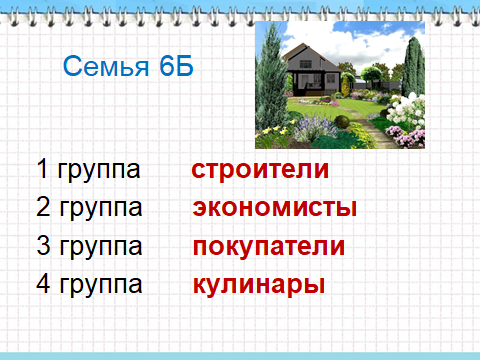 Семья 6Б
1 группа строители
2 группа экономисты
3 группа покупатели
4 группа кулинары